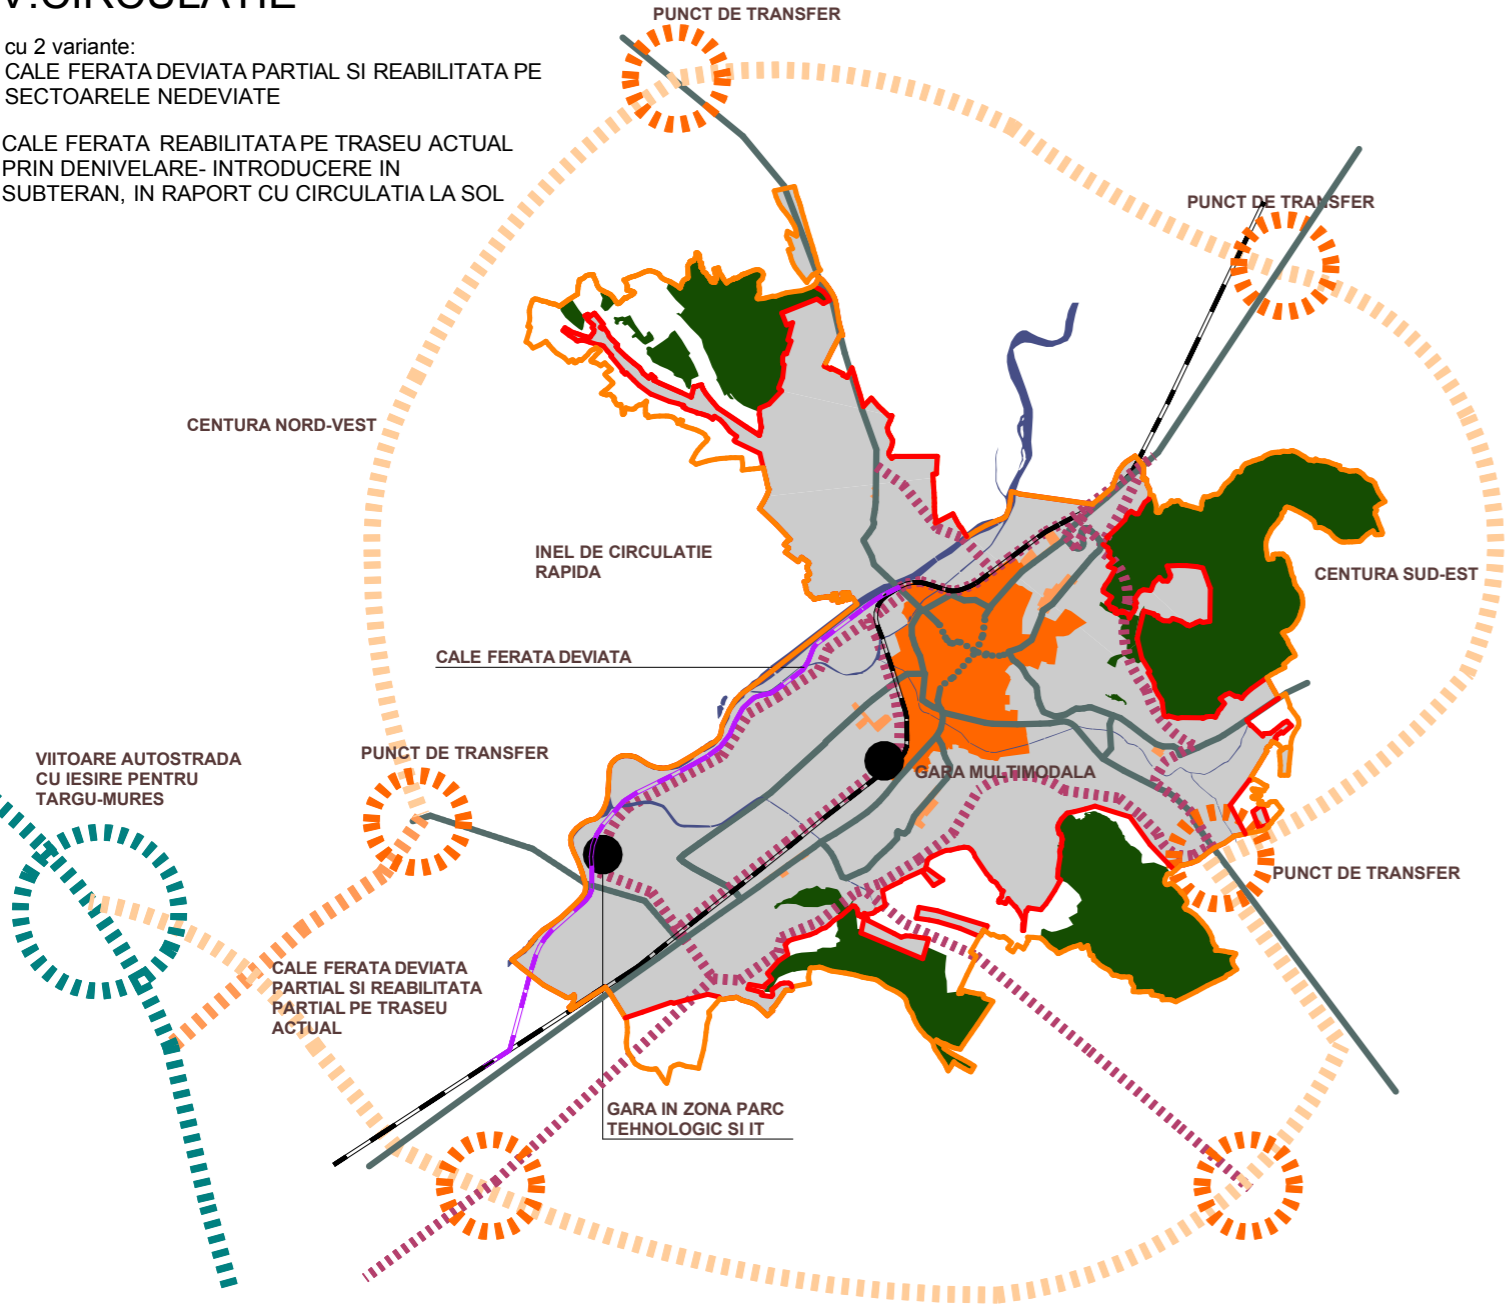 V.CIRCULATIE
cu 2 variante:
CALE FERATA DEVIATA PARTIAL SI REABILITATA PE
SECTOARELE NEDEVIATE
CALE FERATA REABILITATA PE TRASEU ACTUAL
PRIN DENIVELARE- INTRODUCERE IN
SUBTERAN, IN RAPORT CU CIRCULATIA LA SOL
PUNCT DE TRANSFER
PUNCT DE TRANSFER
CENTURA NORD-VEST
INEL DE CIRCULATIE
RAPIDA
CENTURA SUD-EST
CALE FERATA DEVIATA
VIITOARE AUTOSTRADA
CU IESIRE PENTRU
TARGU-MURES
PUNCT DE TRANSFER
GARA MULTIMODALA
PUNCT DE TRANSFER
CALE FERATA DEVIATA
PARTIAL SI REABILITATA
PARTIAL PE TRASEU
ACTUAL
GARA IN ZONA PARC
TEHNOLOGIC SI IT